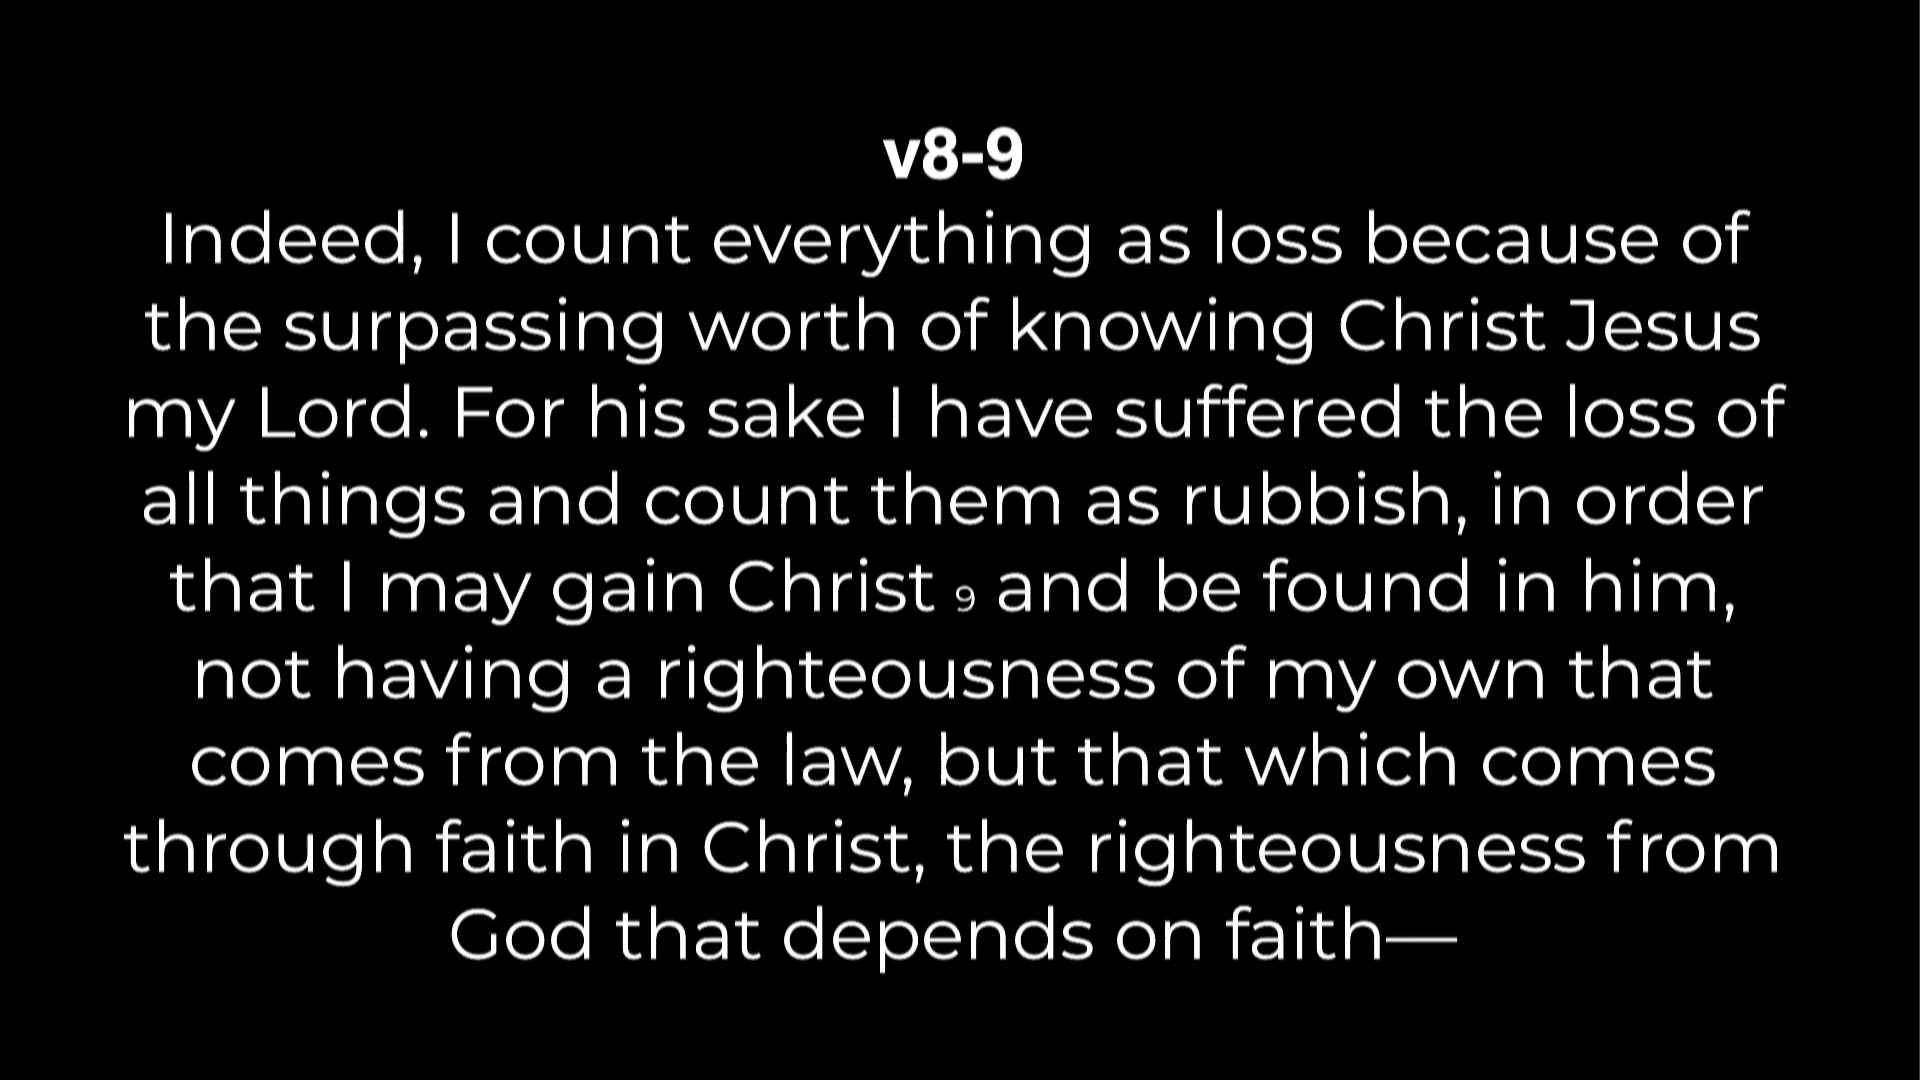 v8-9
Indeed, I count everything as loss because of
the surpassing worth of knowing Christ Jesus
my Lord. For his sake I have suffered the loss of
all things and count them as rubbish, in order
that I may gain Christ 9 and be found in him,
not having a righteousness of my own that
comes from the law, but that which comes
through faith in Christ, the righteousness from
God that depends on faith—